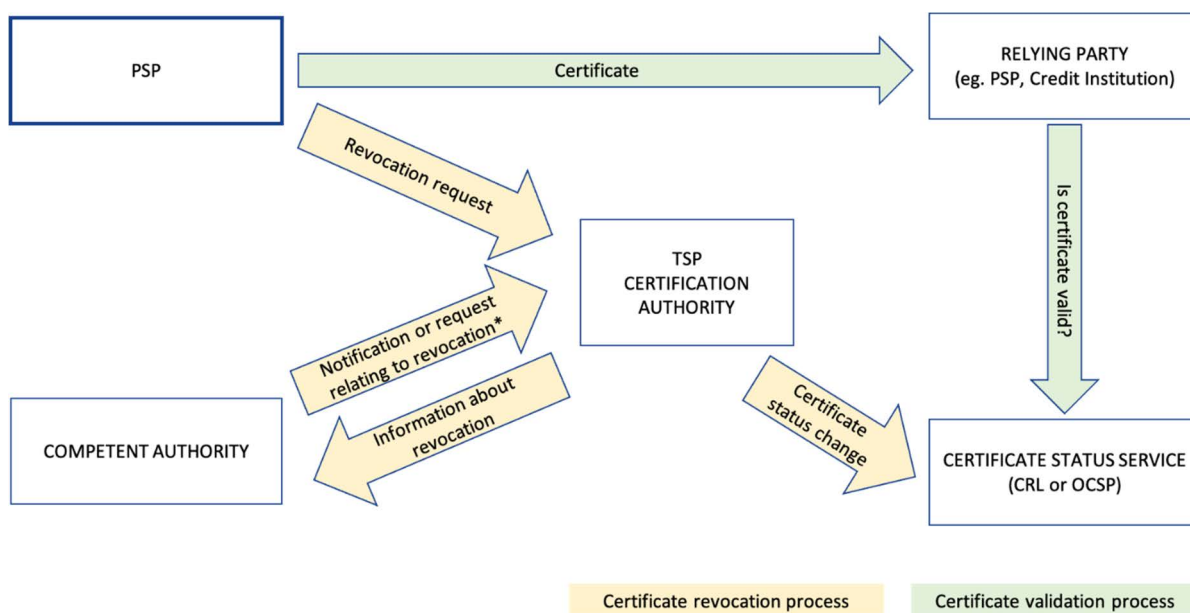 PSP
Certificate
RELYING PARTY
(eg. PSP, Credit Institution)
Revocation request
Is certificate valid?
TSP
CERTIFICATION
AUTHORITY
Notification or request
relating to revocation*
Information about
revocation
Certificate
status change
COMPETENT AUTHORITY
CERTIFICATE STATUS SERVICE
(CRL or OCSP)
Certificate revocation process
Certificate validation process